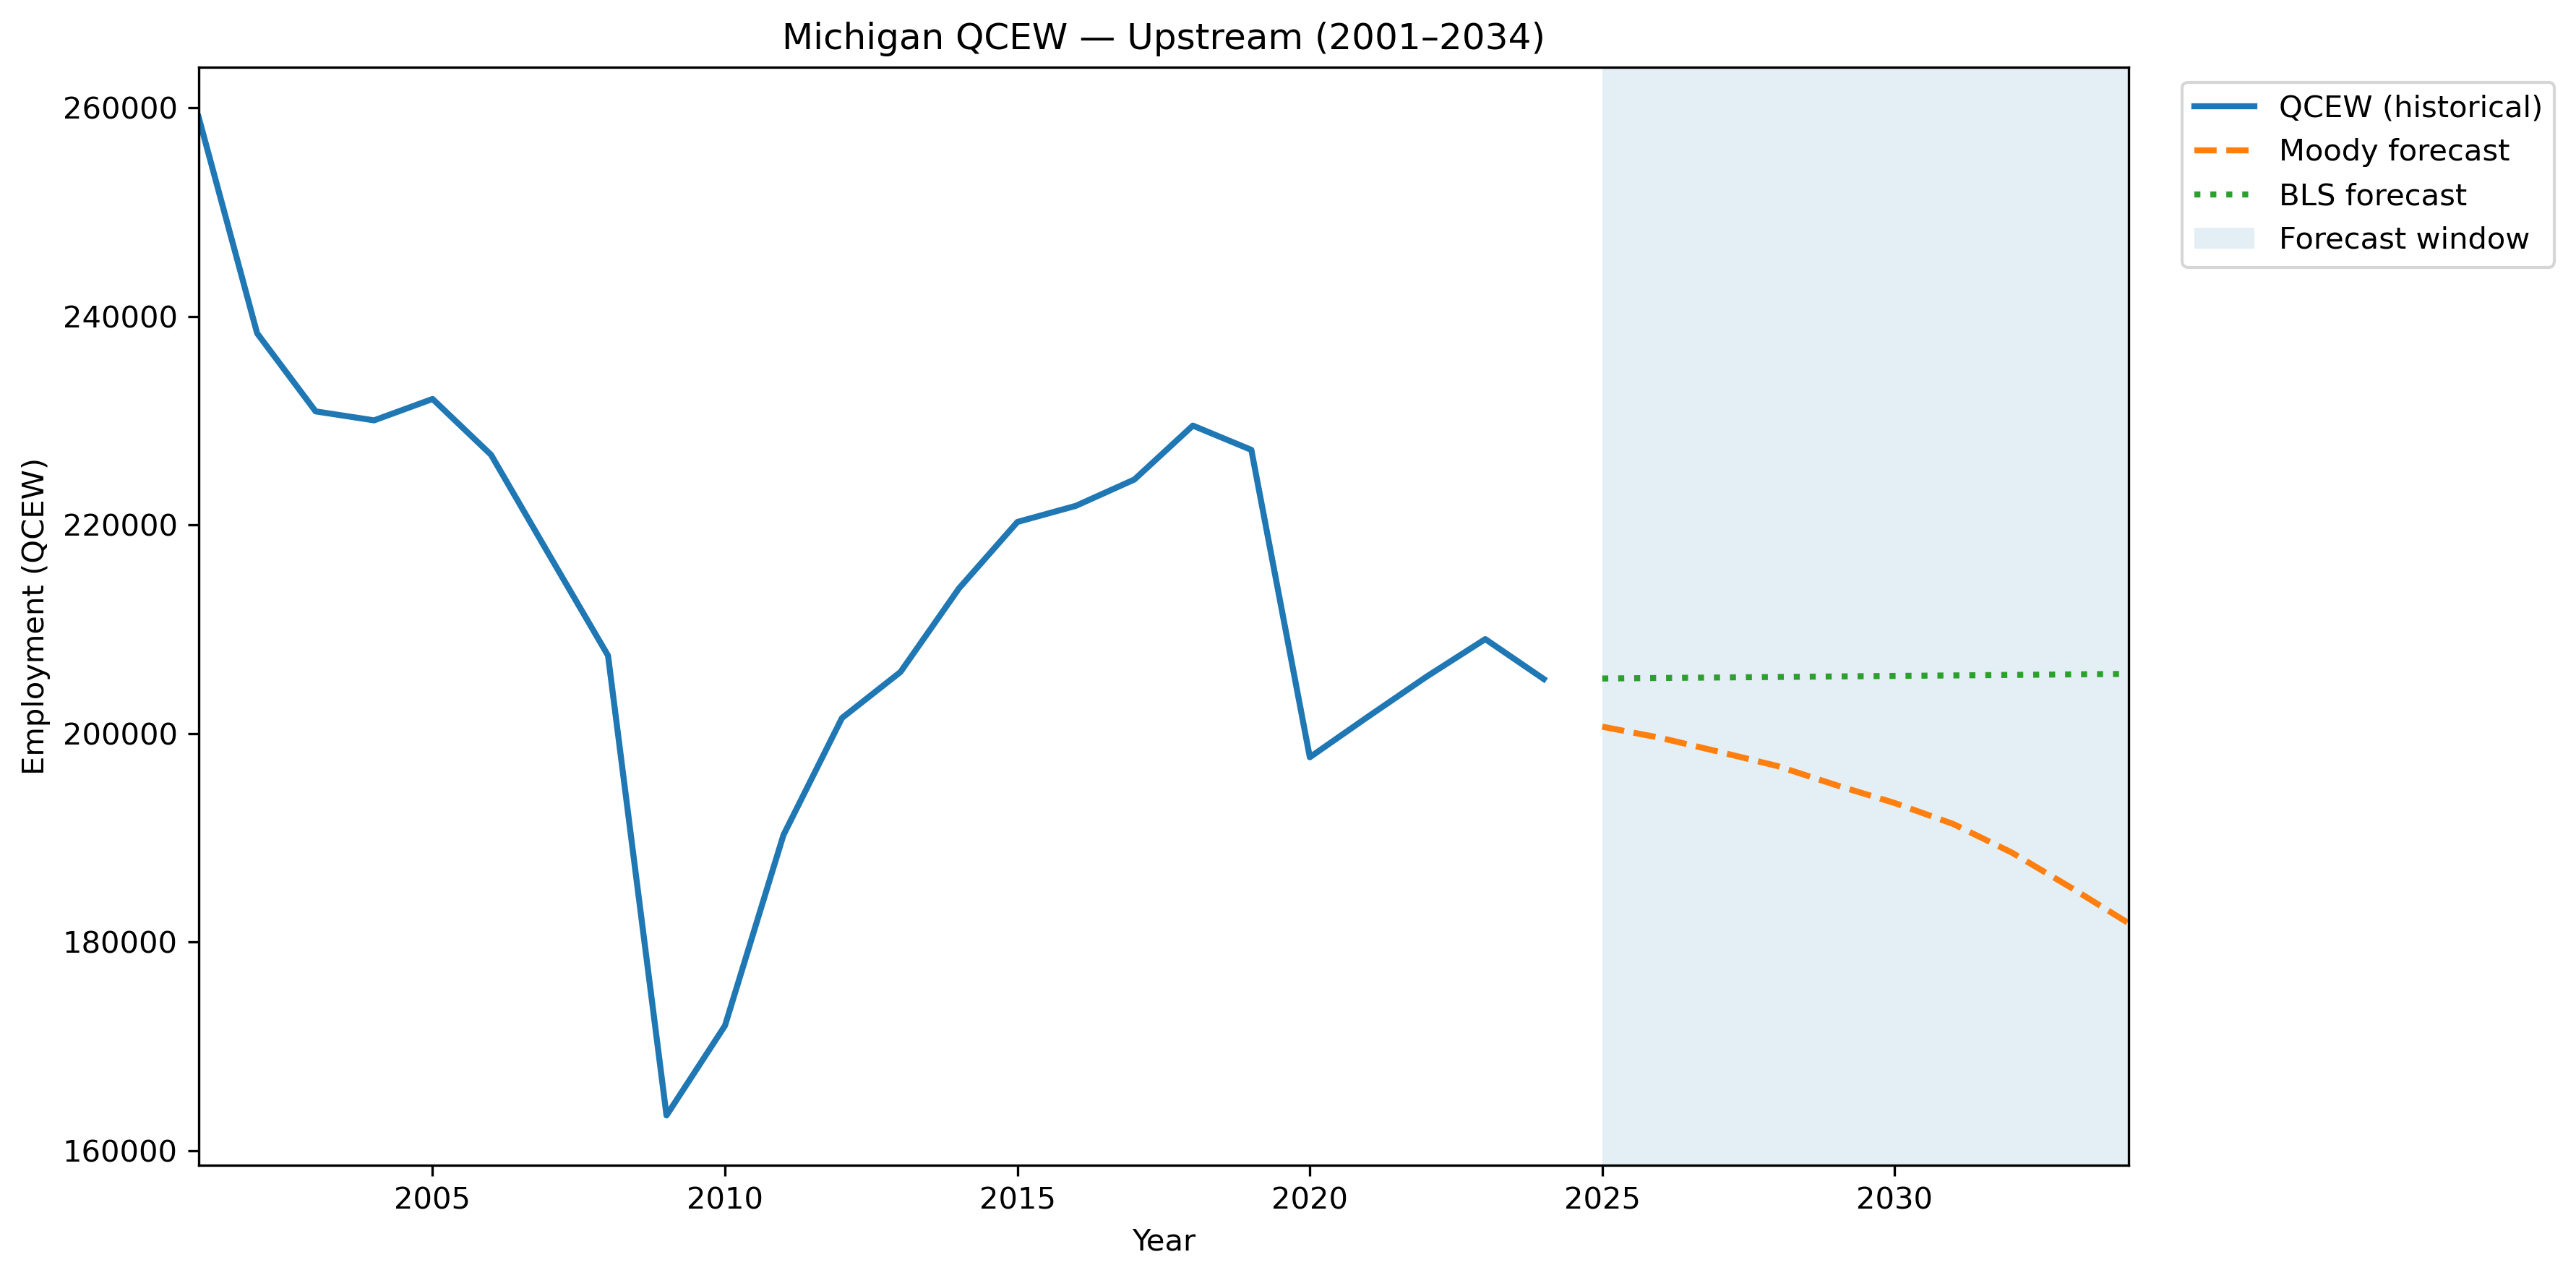 Michigan QCEW — Upstream (2001–2034)
260000
240000
220000
200000
180000
160000
Employment (QCEW)
2005
2010
2015
2020
2025
2030
Year
QCEW (historical)
Moody forecast
BLS forecast
Forecast window